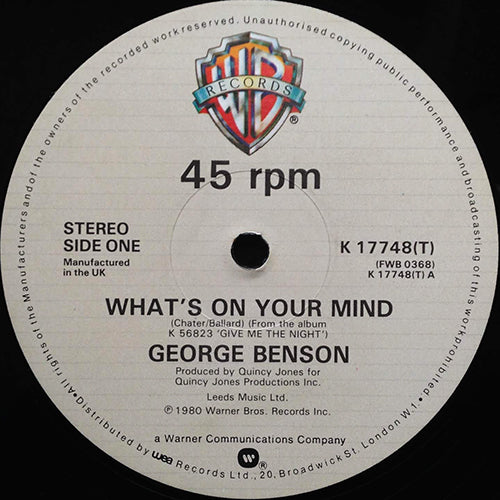 WB
RECORDS
®
45 rpm
STEREO
SIDE ONE
Manufactured
in the UK
K 17748(T)
(FWB 0368)
K 17748(T) A
WHAT'S ON YOUR MIND
(Chater/Ballard) (From the album
K 56823 'GIVE ME THE NIGHT')
GEORGE BENSON
Produced by Quincy Jones for
Quincy Jones Productions Inc.
Leeds Music Ltd.
℗ 1980 Warner Bros. Records Inc.
a Warner Communications Company
All rights of the manufacturers and of the owners of the recorded work reserved. Unauthorised copying public performance and broadcasting of this work prohibited.
• Distributed by wea Records Ltd., 20, Broadwick St. London W.1. •
®